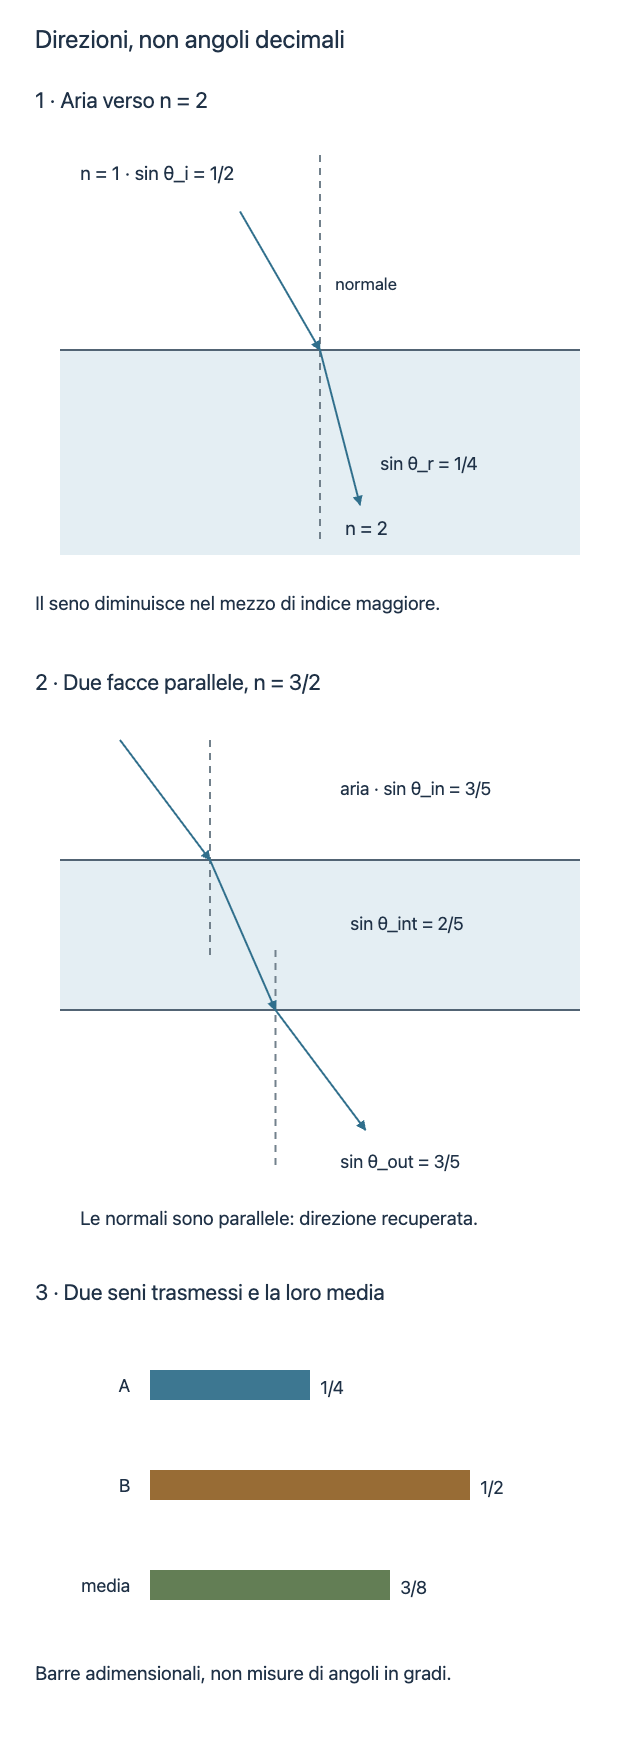 Direzioni, non angoli decimali
1 · Aria verso n = 2
n = 1 · sin θ_i = 1/2
normale
sin θ_r = 1/4
n = 2
Il seno diminuisce nel mezzo di indice maggiore.
2 · Due facce parallele, n = 3/2
aria · sin θ_in = 3/5
sin θ_int = 2/5
sin θ_out = 3/5
Le normali sono parallele: direzione recuperata.
3 · Due seni trasmessi e la loro media
A 1/4
B 1/2
media 3/8
Barre adimensionali, non misure di angoli in gradi.